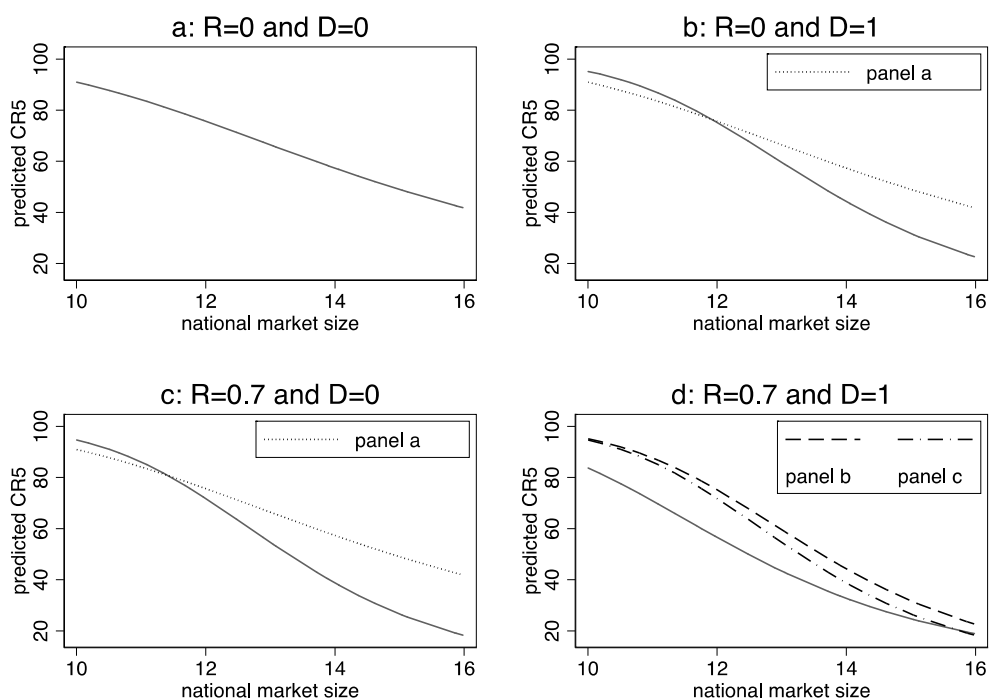 a: R=0 and D=0
predicted CR5
100
80
60
40
20
10 12 14 16
national market size
b: R=0 and D=1
panel a
predicted CR5
100
80
60
40
20
10 12 14 16
national market size
c: R=0.7 and D=0
panel a
predicted CR5
100
80
60
40
20
10 12 14 16
national market size
d: R=0.7 and D=1
panel b panel c
predicted CR5
100
80
60
40
20
10 12 14 16
national market size